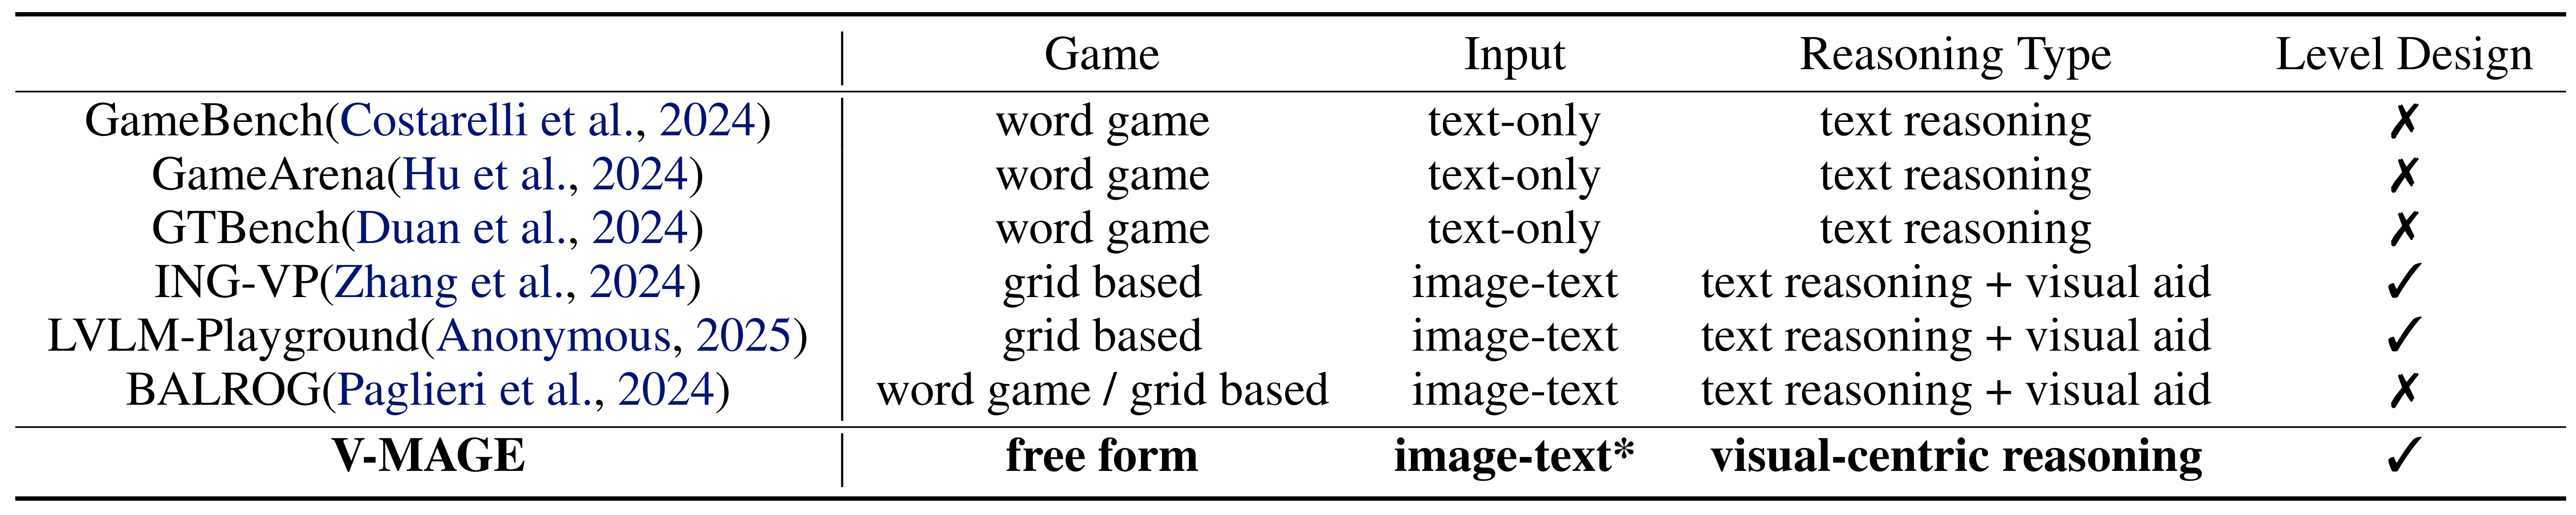 Game Input Reasoning Type Level Design
GameBench(Costarelli et al., 2024) word game text-only text reasoning ✗
GameArena(Hu et al., 2024) word game text-only text reasoning ✗
GTBench(Duan et al., 2024) word game text-only text reasoning ✗
ING-VP(Zhang et al., 2024) grid based image-text text reasoning + visual aid ✓
LVLM-Playground(Anonymous, 2025) grid based image-text text reasoning + visual aid ✓
BALROG(Paglieri et al., 2024) word game / grid based image-text text reasoning + visual aid ✗
V-MAGE free form image-text* visual-centric reasoning ✓